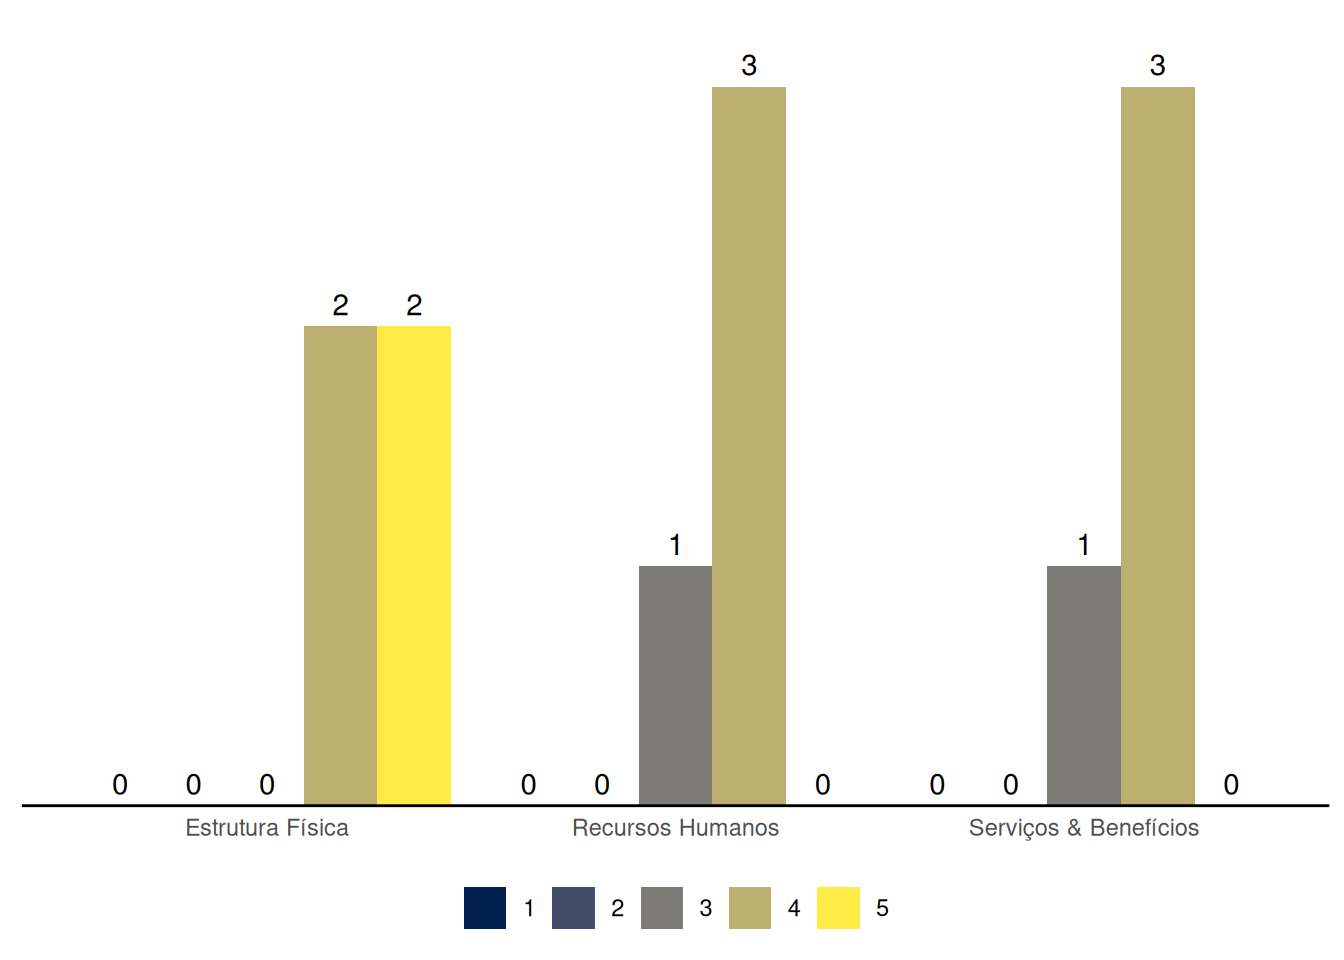 3 3
2 2
1 1
0 0 0 0 0 0 0 0 0
Estrutura Física Recursos Humanos Serviços & Benefícios
1 2 3 4 5